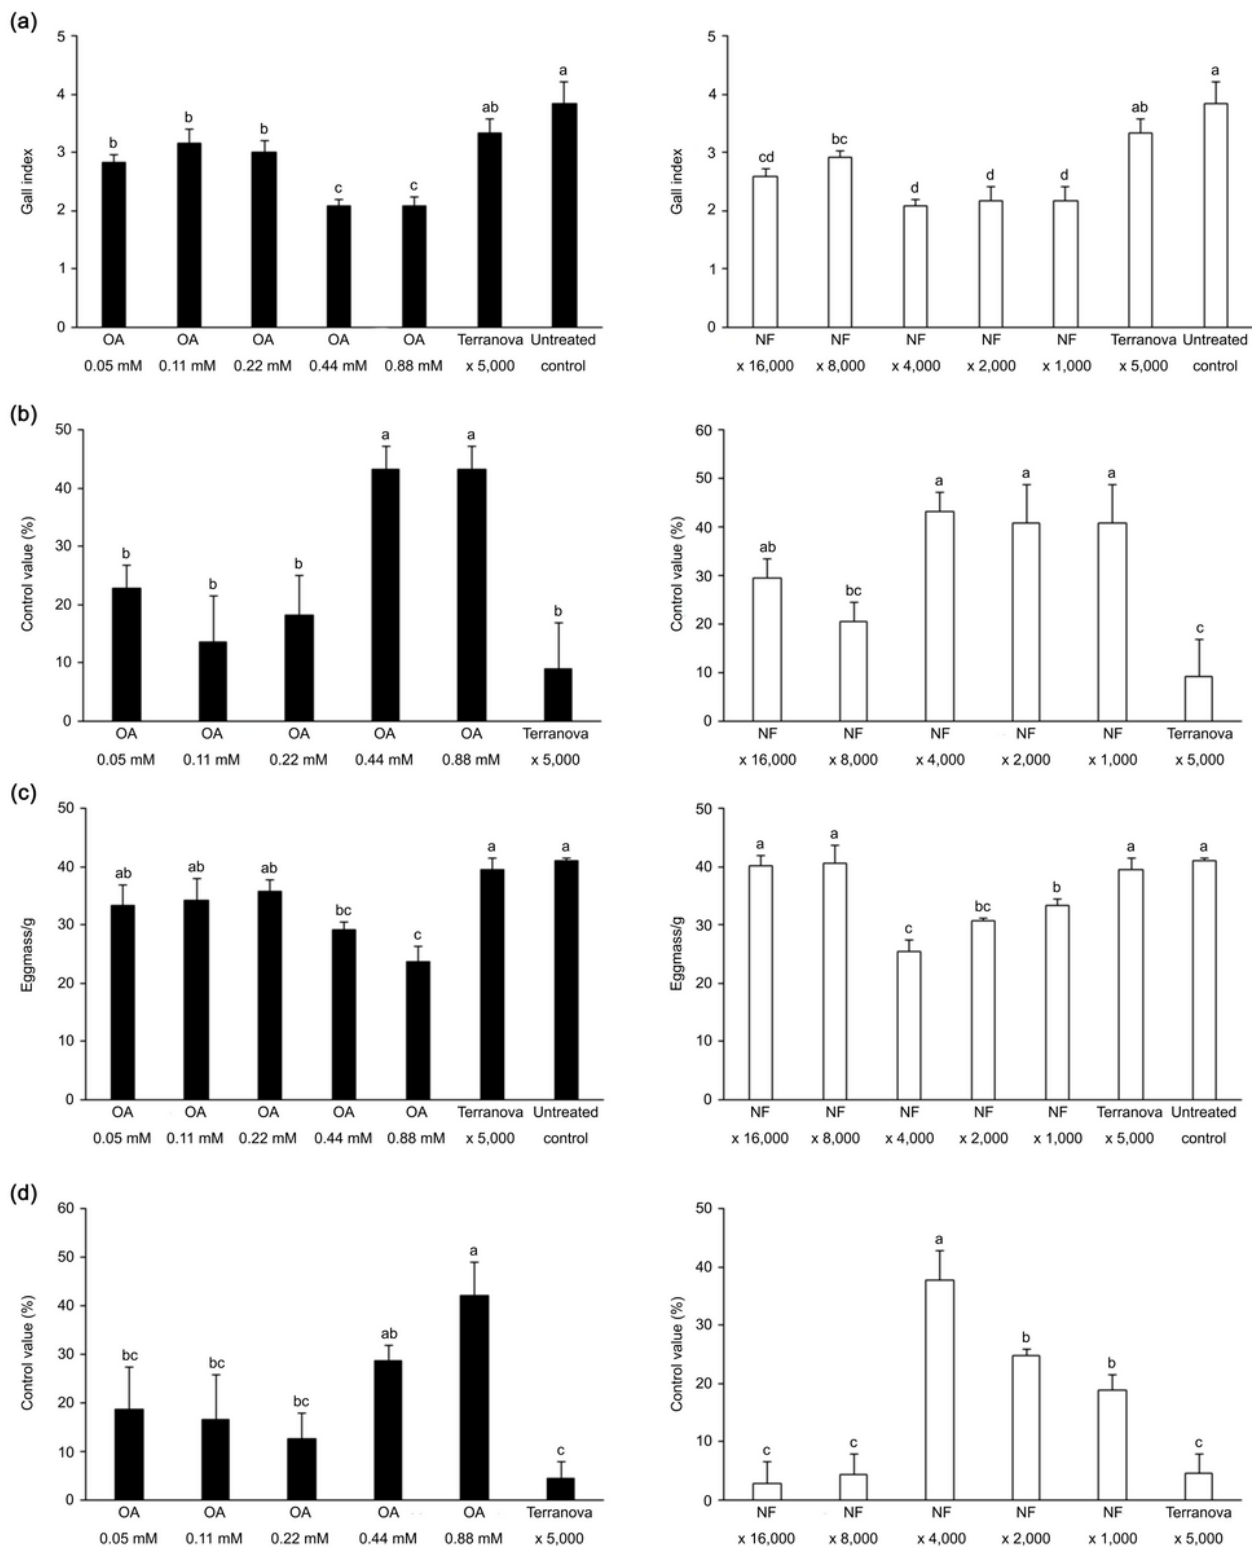 (a)
5
4
3
2
1
0
Gall index
b
b
b
c
c
ab
a
OA OA OA OA OA Terranova Untreated
0.05 mM 0.11 mM 0.22 mM 0.44 mM 0.88 mM x 5,000 control
5
4
3
2
1
0
Gall index
cd
bc
d
d
d
ab
a
NF NF NF NF NF Terranova Untreated
x 16,000 x 8,000 x 4,000 x 2,000 x 1,000 x 5,000 control
(b)
50
40
30
20
10
0
Control value (%)
b
b
b
a
a
b
OA OA OA OA OA Terranova
0.05 mM 0.11 mM 0.22 mM 0.44 mM 0.88 mM x 5,000
60
50
40
30
20
10
0
Control value (%)
ab
bc
a
a
a
c
NF NF NF NF NF Terranova
x 16,000 x 8,000 x 4,000 x 2,000 x 1,000 x 5,000
(c)
50
40
30
20
10
0
Eggmass/g
ab
ab
ab
bc
c
a
a
OA OA OA OA OA Terranova Untreated
0.05 mM 0.11 mM 0.22 mM 0.44 mM 0.88 mM x 5,000 control
50
40
30
20
10
0
Eggmass/g
a
a
c
bc
b
a
a
NF NF NF NF NF Terranova Untreated
x 16,000 x 8,000 x 4,000 x 2,000 x 1,000 x 5,000 control
(d)
60
50
40
30
20
10
0
Control value (%)
bc
bc
bc
ab
a
c
OA OA OA OA OA Terranova
0.05 mM 0.11 mM 0.22 mM 0.44 mM 0.88 mM x 5,000
50
40
30
20
10
0
Control value (%)
c
c
a
b
b
c
NF NF NF NF NF Terranova
x 16,000 x 8,000 x 4,000 x 2,000 x 1,000 x 5,000